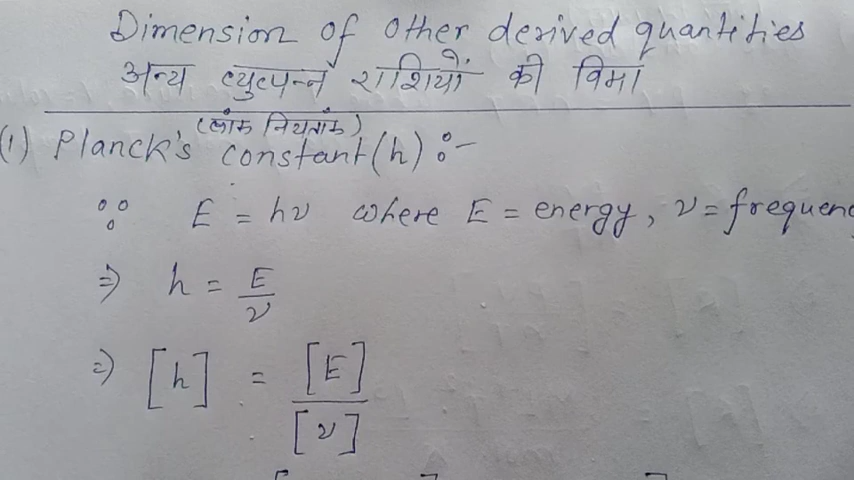 Dimension of other derived quantities
अन्य व्युत्पन्न राशियों की विमा
(प्लांक नियतांक)
(1) Planck's constant (h) :-
∵ E = hν where E = energy, ν = frequenc
⇒ h = E/ν
⇒ [h] = [E]/[ν]